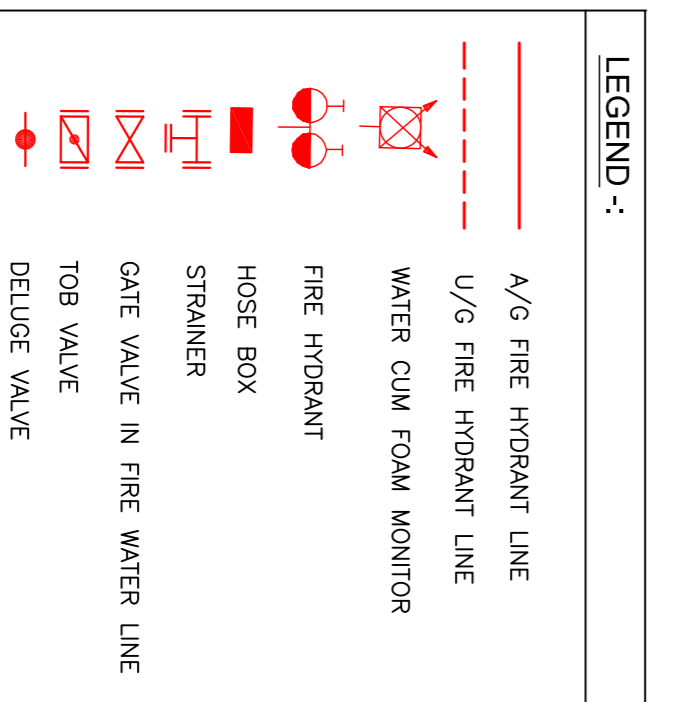 LEGEND -:
A/G FIRE HYDRANT LINE
U/G FIRE HYDRANT LINE
WATER CUM FOAM MONITOR
FIRE HYDRANT
HOSE BOX
STRAINER
GATE VALVE IN FIRE WATER LINE
TOB VALVE
DELUGE VALVE